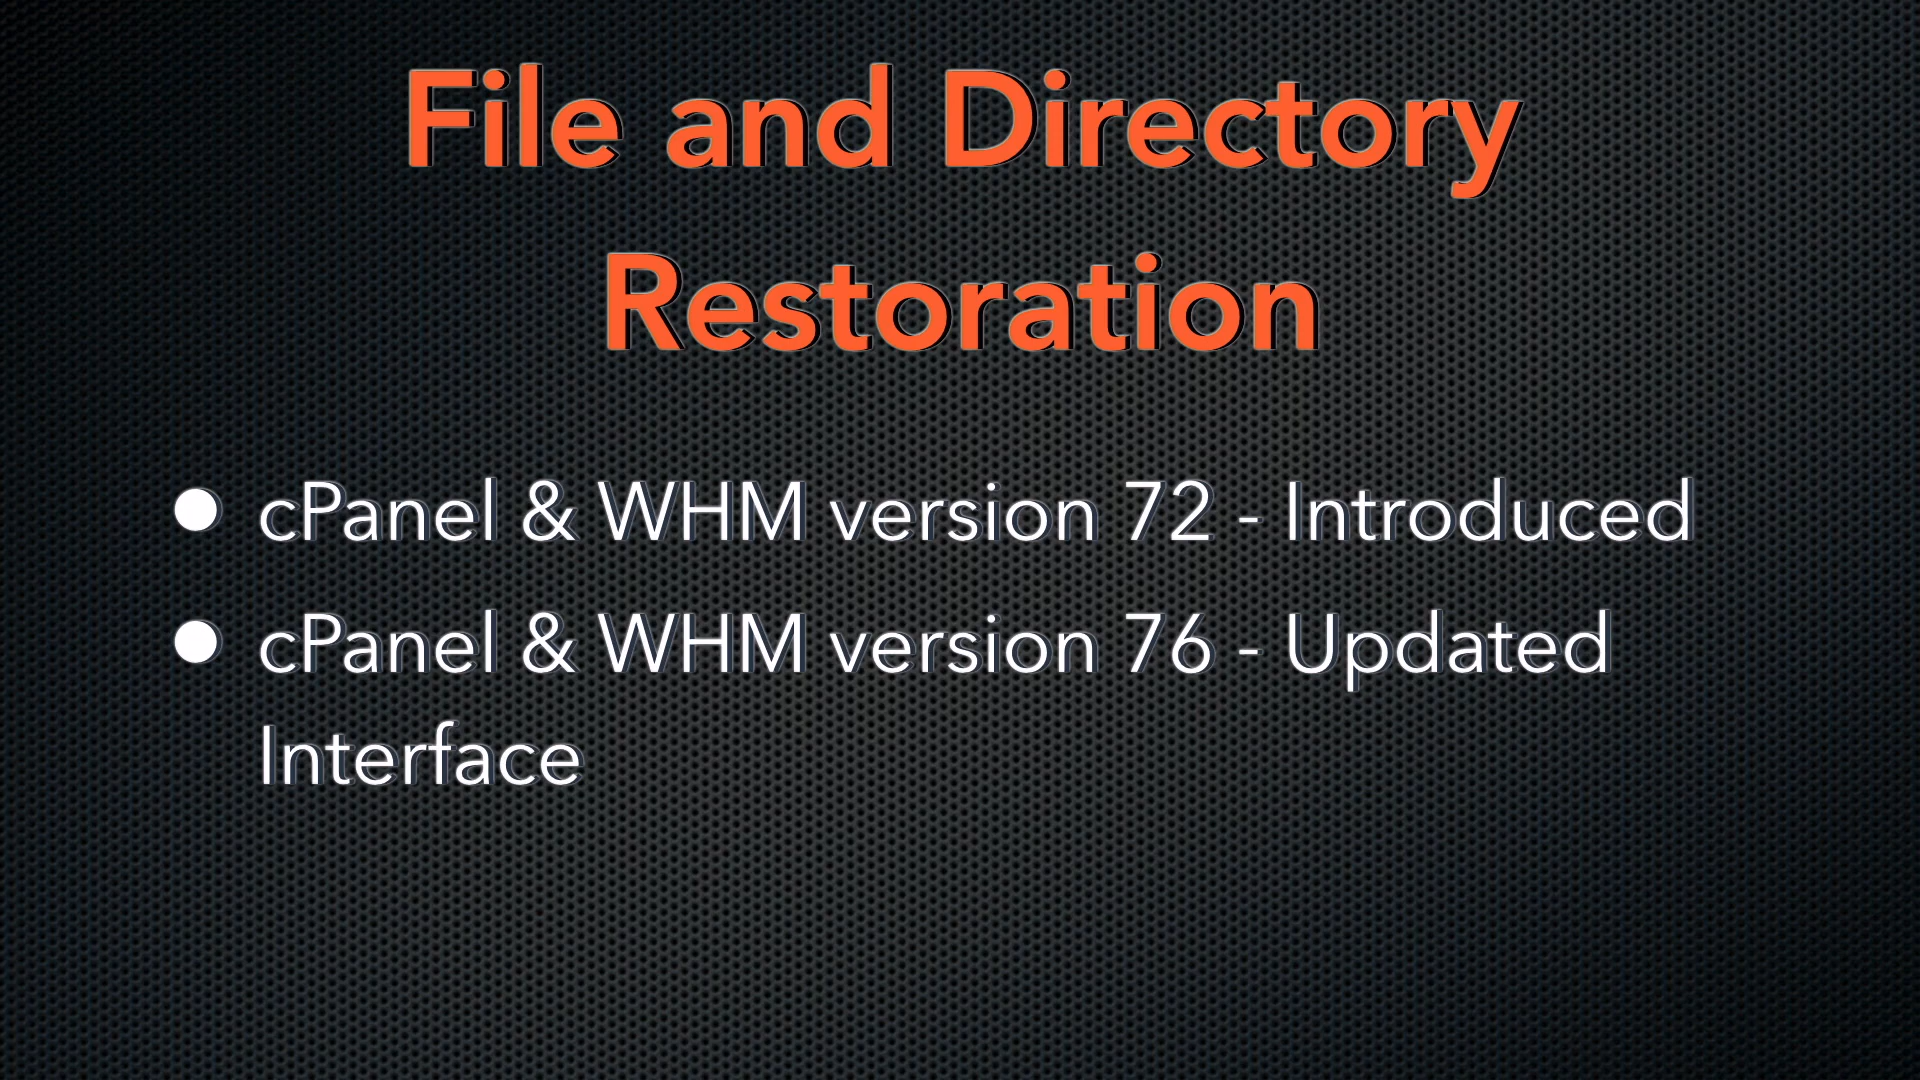 File and Directory
Restoration
● cPanel & WHM version 72 - Introduced
● cPanel & WHM version 76 - Updated
Interface